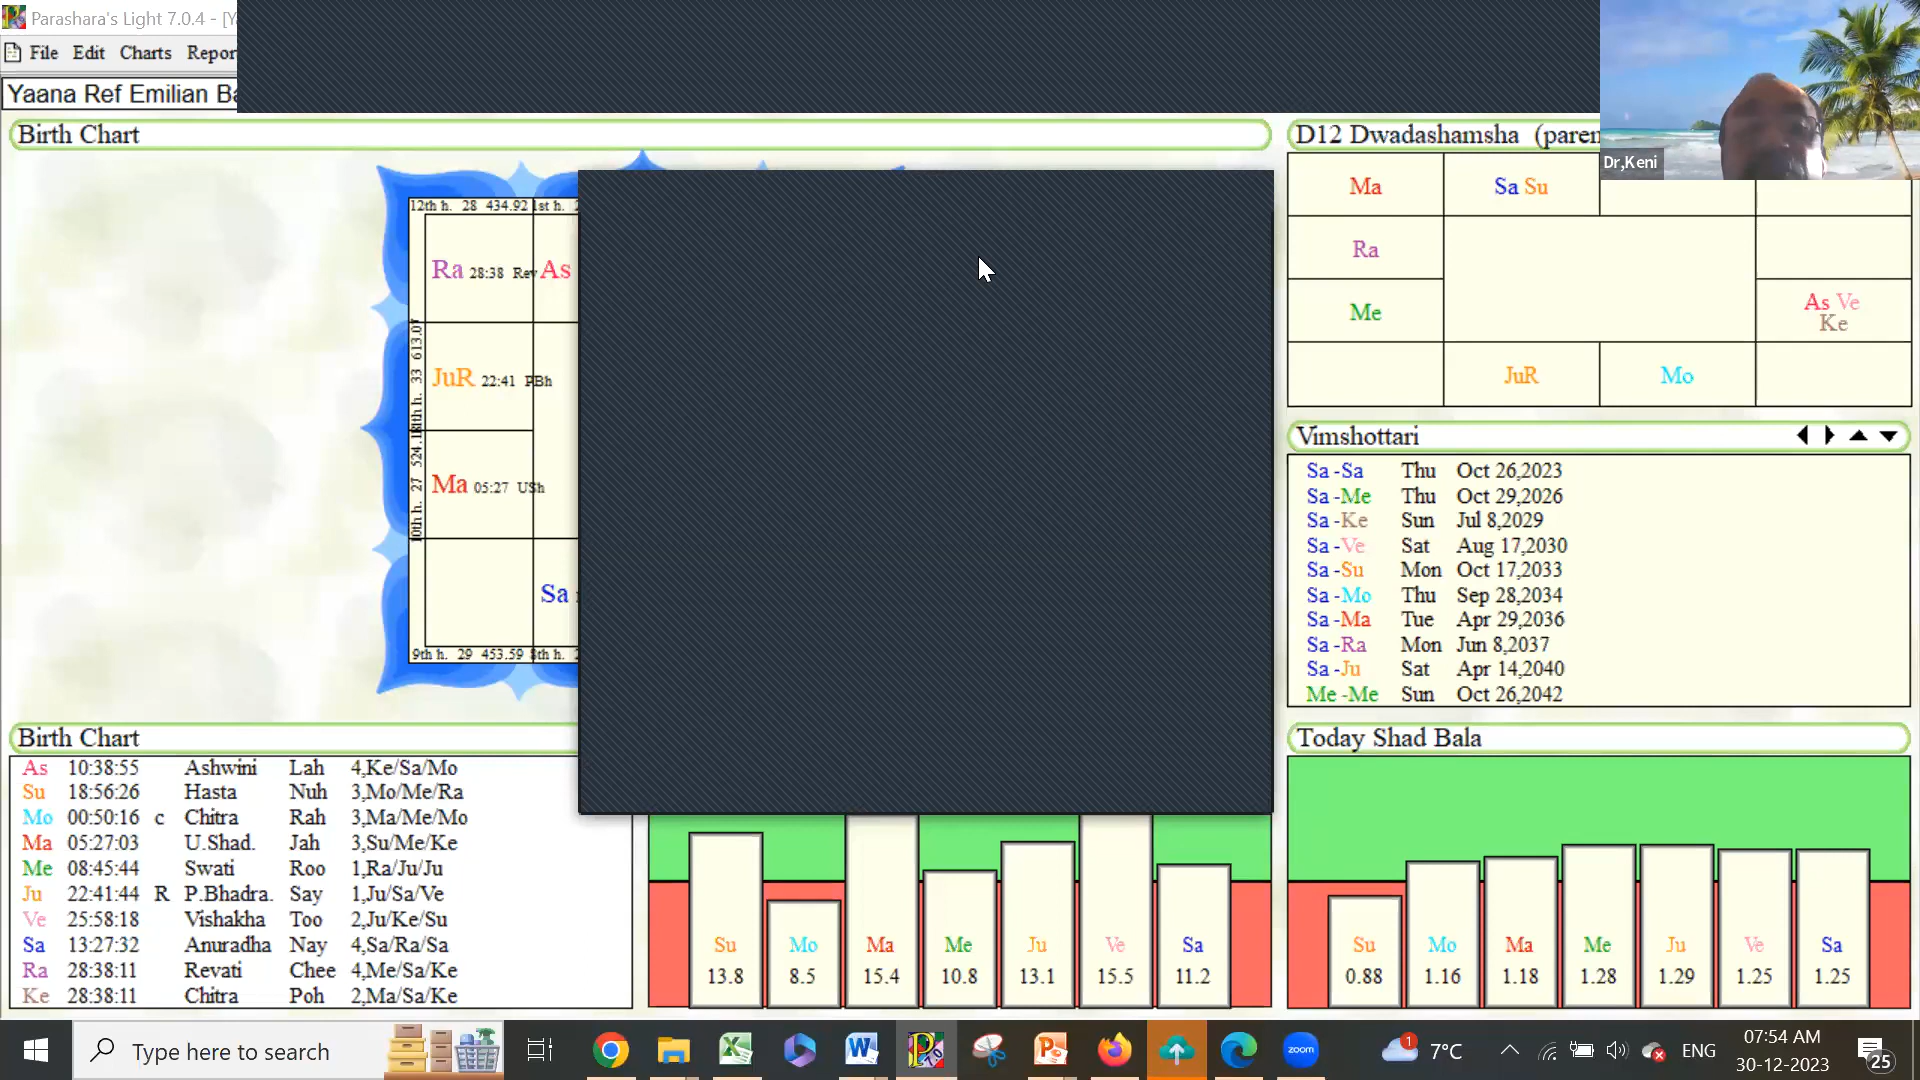 Parashara's Light 7.0.4 - [Y
File Edit Charts Repor
Yaana Ref Emilian Ba
Birth Chart
12th h. 28 434.92 1st h.
Ra 28:38 Rev As
11th h. 33 613.07
JuR 22:41 PBh
10th h. 27 524.1
Ma 05:27 USh
Sa
9th h. 29 453.59 8th h.
D12 Dwadashamsha (paren
Dr,Keni
Ma Sa Su
Ra
Me As Ve
Ke
JuR Mo
Vimshottari
Sa -Sa Thu Oct 26,2023
Sa -Me Thu Oct 29,2026
Sa -Ke Sun Jul 8,2029
Sa -Ve Sat Aug 17,2030
Sa -Su Mon Oct 17,2033
Sa -Mo Thu Sep 28,2034
Sa -Ma Tue Apr 29,2036
Sa -Ra Mon Jun 8,2037
Sa -Ju Sat Apr 14,2040
Me -Me Sun Oct 26,2042
Birth Chart
As 10:38:55 Ashwini Lah 4,Ke/Sa/Mo
Su 18:56:26 Hasta Nuh 3,Mo/Me/Ra
Mo 00:50:16 c Chitra Rah 3,Ma/Me/Mo
Ma 05:27:03 U.Shad. Jah 3,Su/Me/Ke
Me 08:45:44 Swati Roo 1,Ra/Ju/Ju
Ju 22:41:44 R P.Bhadra. Say 1,Ju/Sa/Ve
Ve 25:58:18 Vishakha Too 2,Ju/Ke/Su
Sa 13:27:32 Anuradha Nay 4,Sa/Ra/Sa
Ra 28:38:11 Revati Chee 4,Me/Sa/Ke
Ke 28:38:11 Chitra Poh 2,Ma/Sa/Ke
Su Mo Ma Me Ju Ve Sa
13.8 8.5 15.4 10.8 13.1 15.5 11.2
Today Shad Bala
Su Mo Ma Me Ju Ve Sa
0.88 1.16 1.18 1.28 1.29 1.25 1.25
Type here to search
zoom
1
7°C
ENG
07:54 AM
30-12-2023
25